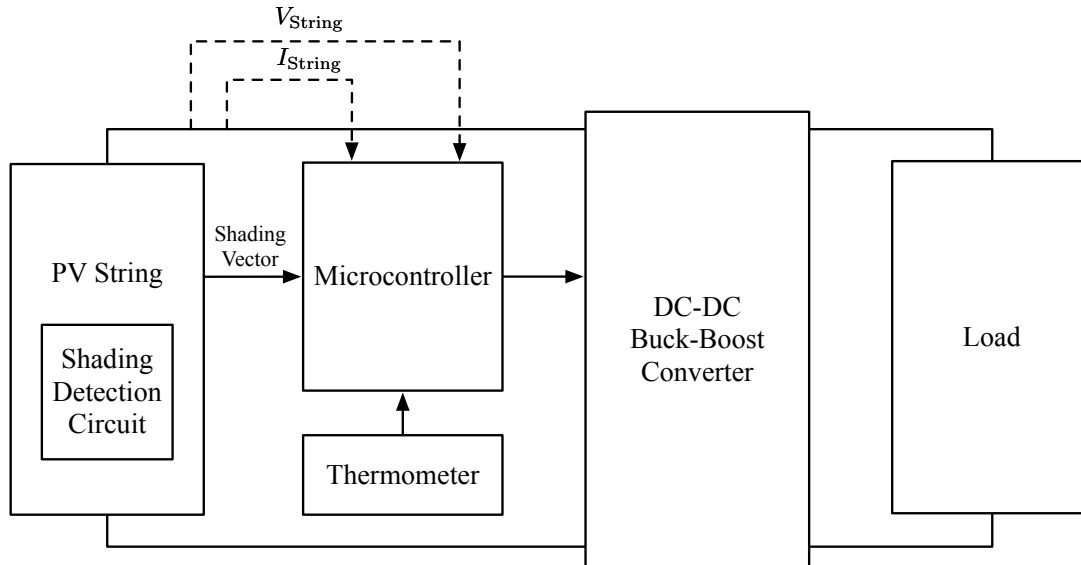 V_String
I_String
Shading
Vector
PV String
Microcontroller
Shading
Detection
Circuit
Thermometer
DC-DC
Buck-Boost
Converter
Load